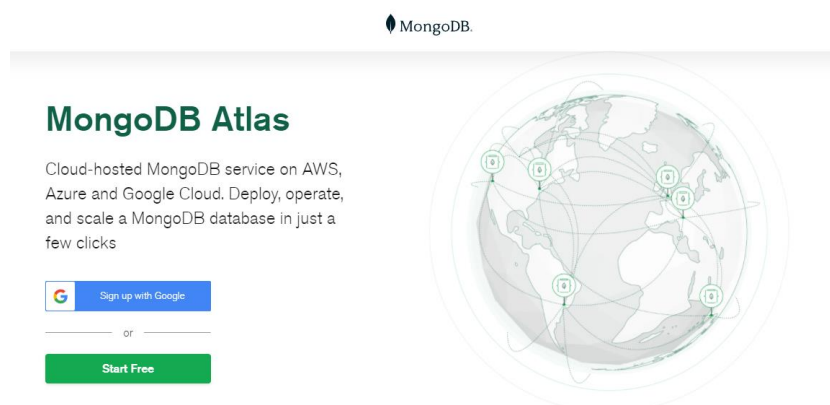 MongoDB.
MongoDB Atlas
Cloud-hosted MongoDB service on AWS,
Azure and Google Cloud. Deploy, operate,
and scale a MongoDB database in just a
few clicks
Sign up with Google
or
Start Free